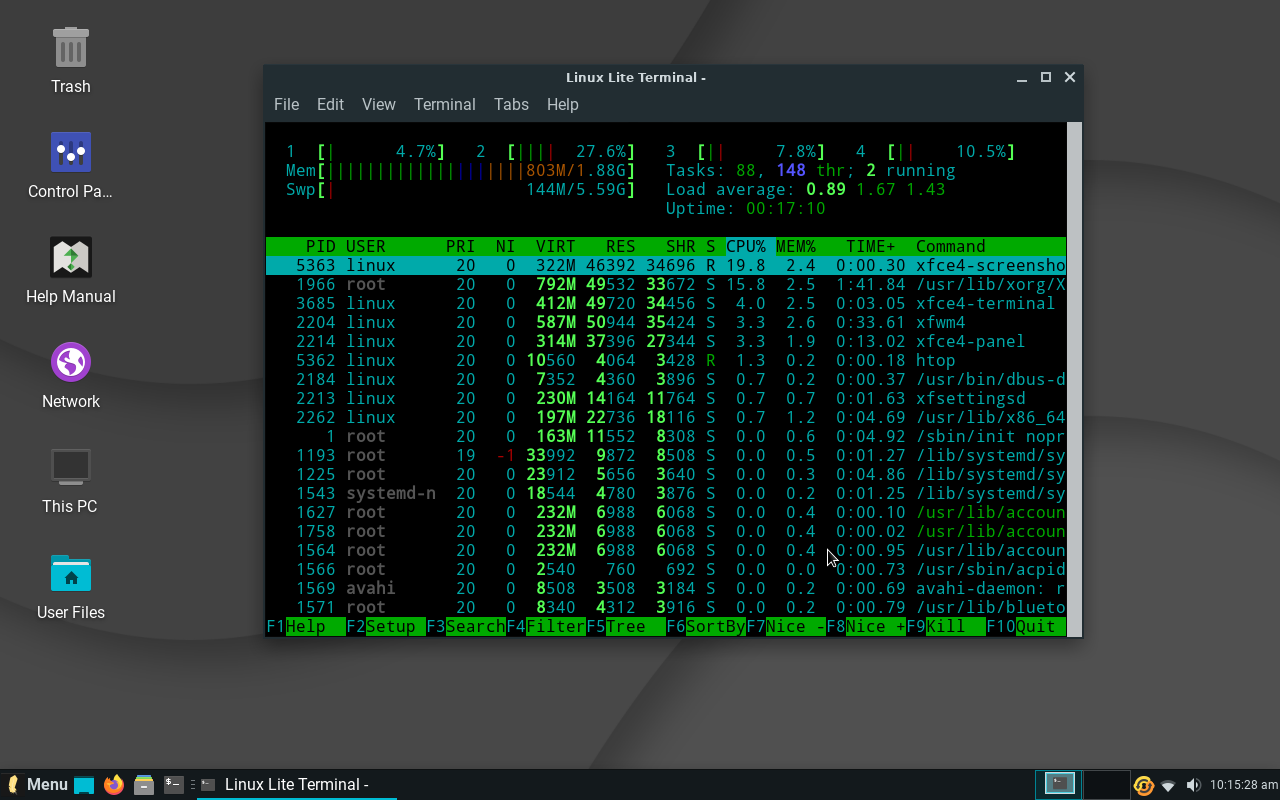 Trash
Control Pa...
Help Manual
Network
This PC
User Files
Linux Lite Terminal -
File Edit View Terminal Tabs Help
1 [| 4.7%] 2 [|||| 27.6%] 3 [|| 7.8%] 4 [|| 10.5%]
Mem[||||||||||||||||||||803M/1.88G] Tasks: 88, 148 thr; 2 running
Swp[| 144M/5.59G] Load average: 0.89 1.67 1.43
Uptime: 00:17:10
PID USER PRI NI VIRT RES SHR S CPU% MEM% TIME+ Command
5363 linux 20 0 322M 46392 34696 R 19.8 2.4 0:00.30 xfce4-screensho
1966 root 20 0 792M 49532 33672 S 15.8 2.5 1:41.84 /usr/lib/xorg/X
3685 linux 20 0 412M 49720 34456 S 4.0 2.5 0:03.05 xfce4-terminal
2204 linux 20 0 587M 50944 35424 S 3.3 2.6 0:33.61 xfwm4
2214 linux 20 0 314M 37396 27344 S 3.3 1.9 0:13.02 xfce4-panel
5362 linux 20 0 10560 4064 3428 R 1.3 0.2 0:00.18 htop
2184 linux 20 0 7352 4360 3896 S 0.7 0.2 0:00.37 /usr/bin/dbus-d
2213 linux 20 0 230M 14164 11764 S 0.7 0.7 0:01.63 xfsettingsd
2262 linux 20 0 197M 22736 18116 S 0.7 1.2 0:04.69 /usr/lib/x86_64
1 root 20 0 163M 11552 8308 S 0.0 0.6 0:04.92 /sbin/init nopr
1193 root 19 -1 33992 9872 8508 S 0.0 0.5 0:01.27 /lib/systemd/sy
1225 root 20 0 23912 5656 3640 S 0.0 0.3 0:04.86 /lib/systemd/sy
1543 systemd-n 20 0 18544 4780 3876 S 0.0 0.2 0:01.25 /lib/systemd/sy
1627 root 20 0 232M 6988 6068 S 0.0 0.4 0:00.10 /usr/lib/accoun
1758 root 20 0 232M 6988 6068 S 0.0 0.4 0:00.02 /usr/lib/accoun
1564 root 20 0 232M 6988 6068 S 0.0 0.4 0:00.95 /usr/lib/accoun
1566 root 20 0 2540 760 692 S 0.0 0.0 0:00.73 /usr/sbin/acpid
1569 avahi 20 0 8508 3508 3184 S 0.0 0.2 0:00.69 avahi-daemon: r
1571 root 20 0 8340 4312 3916 S 0.0 0.2 0:00.79 /usr/lib/blueto
F1Help F2Setup F3SearchF4FilterF5Tree F6SortByF7Nice -F8Nice +F9Kill F10Quit
Menu Linux Lite Terminal - 10:15:28 am